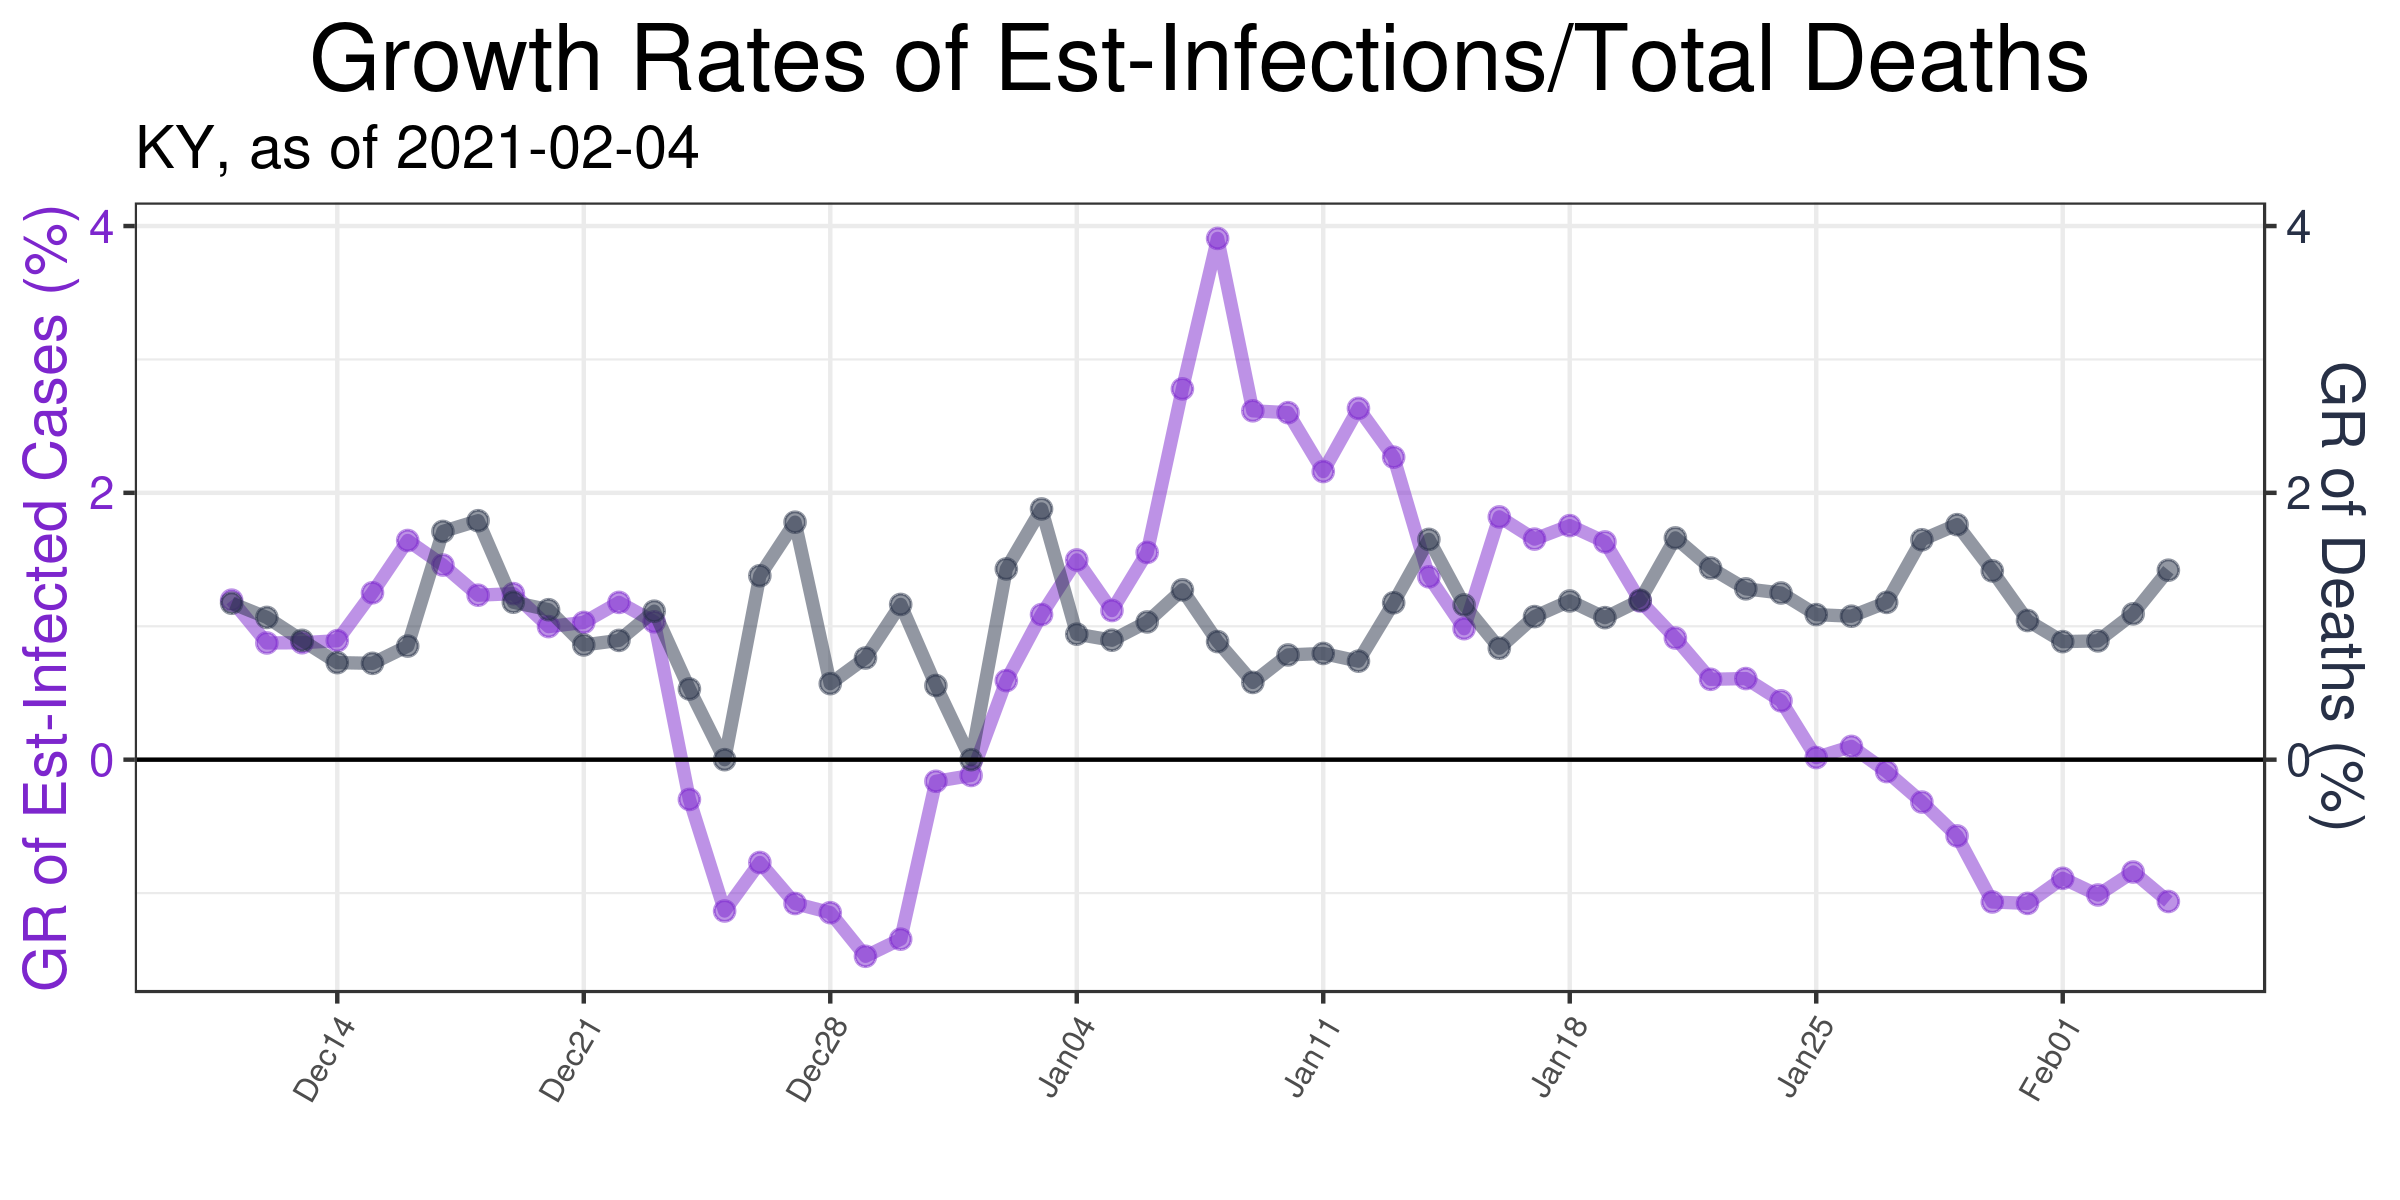 Growth Rates of Est-Infections/Total Deaths
KY, as of 2021-02-04
GR of Est-Infected Cases (%)
4
2
0
4
2
0
GR of Deaths (%)
Dec14
Dec21
Dec28
Jan04
Jan11
Jan18
Jan25
Feb01